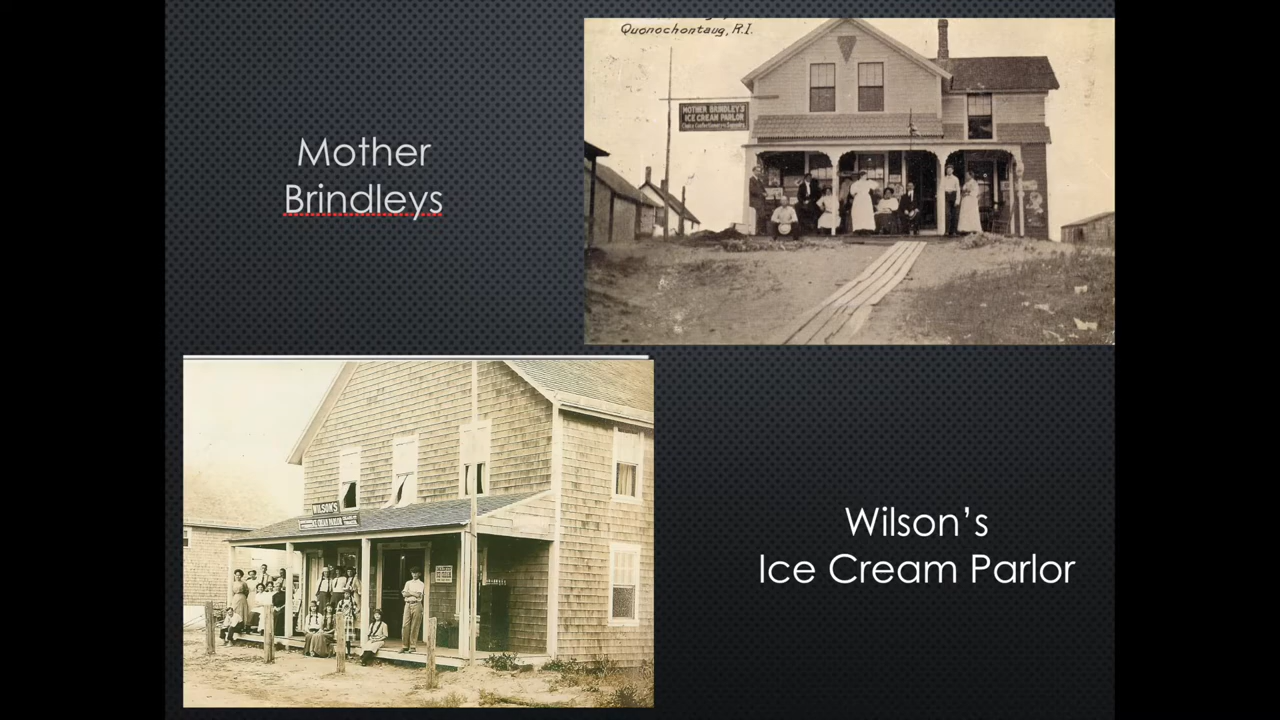 Mother
Brindleys
Quonochontaug, R.I.
MOTHER BRINDLEY'S
ICE CREAM PARLOR
WILSON'S
ICE CREAM PARLOR
Wilson's
Ice Cream Parlor